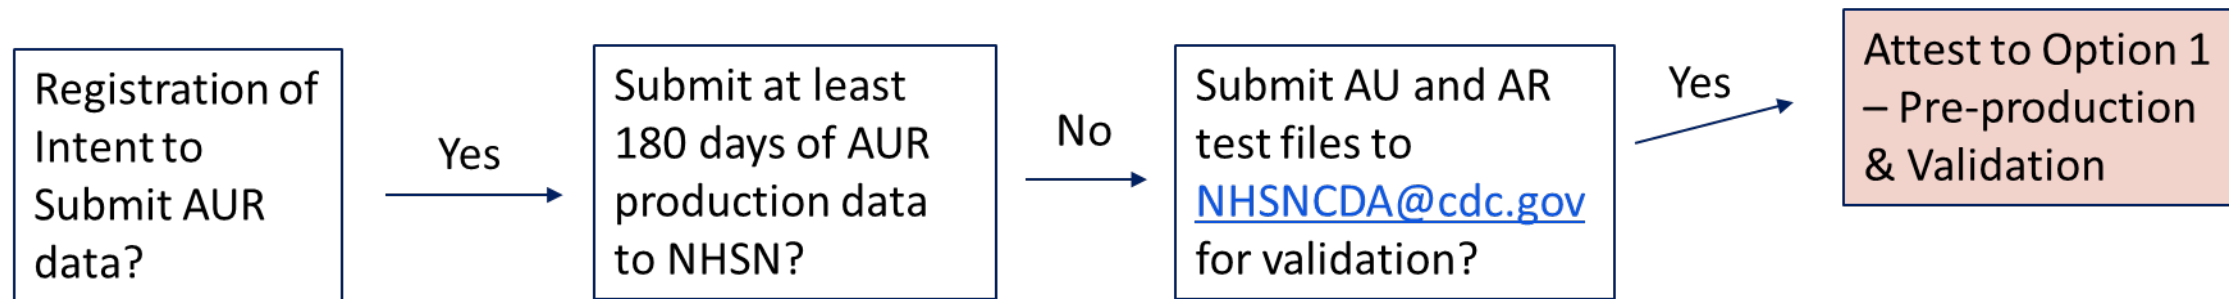 Registration of
Intent to
Submit AUR
data?
Yes
Submit at least
180 days of AUR
production data
to NHSN?
No
Submit AU and AR
test files to
NHSNCDA@cdc.gov
for validation?
Yes
Attest to Option 1
– Pre-production
& Validation